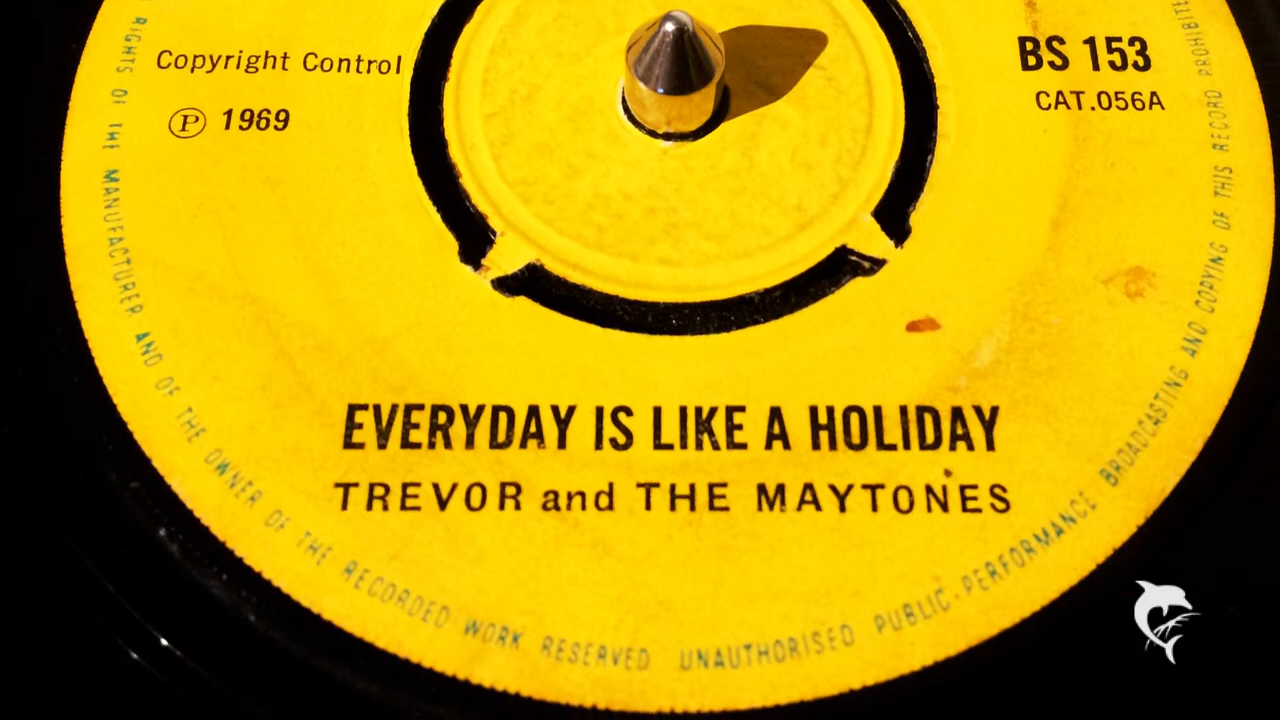 Copyright Control
Ⓟ 1969
BS 153
CAT.056A
EVERYDAY IS LIKE A HOLIDAY
TREVOR and THE MAYTONES
RIGHTS OF THE MANUFACTURER AND OF THE OWNER OF THE RECORDED WORK RESERVED UNAUTHORISED PUBLIC-PERFORMANCE BROADCASTING AND COPYING OF THIS RECORD